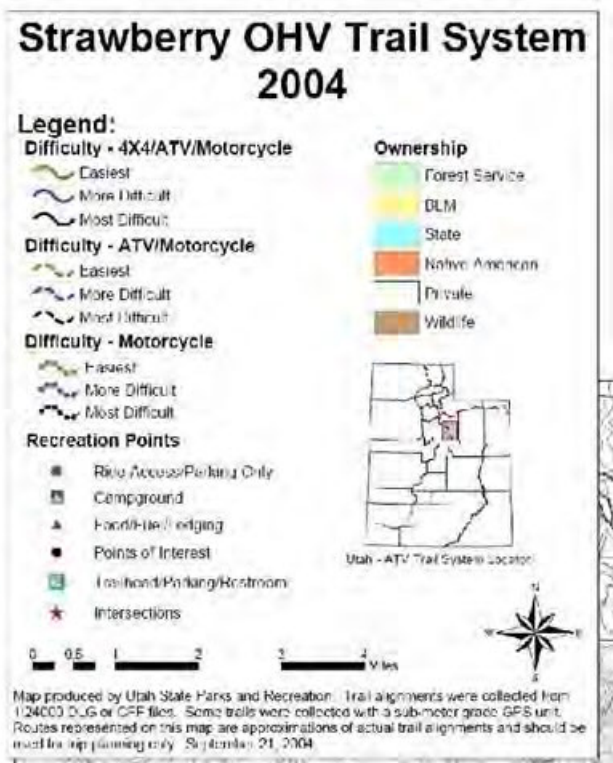 Strawberry OHV Trail System
2004
Legend:
Difficulty - 4X4/ATV/Motorcycle
Easiest
More Difficult
Most Difficult
Difficulty - ATV/Motorcycle
Easiest
More Difficult
Most Difficult
Difficulty - Motorcycle
Easiest
More Difficult
Most Difficult
Recreation Points
Ride Access/Parking Only
Campground
Food/Fuel/Lodging
Points of Interest
Trailhead/Parking/Restroom
Intersections
Ownership
Forest Service
BLM
State
Native American
Private
Wildlife
Utah - ATV Trail System Locator
N
W E
S
0 0.5 1 2 3 4
Miles
Map produced by Utah State Parks and Recreation. Trail alignments were collected from
1:24000 DLG or CFF files. Some trails were collected with a sub-meter grade GPS unit.
Routes represented on this map are approximations of actual trail alignments and should be
used for trip planning only. September 21, 2004